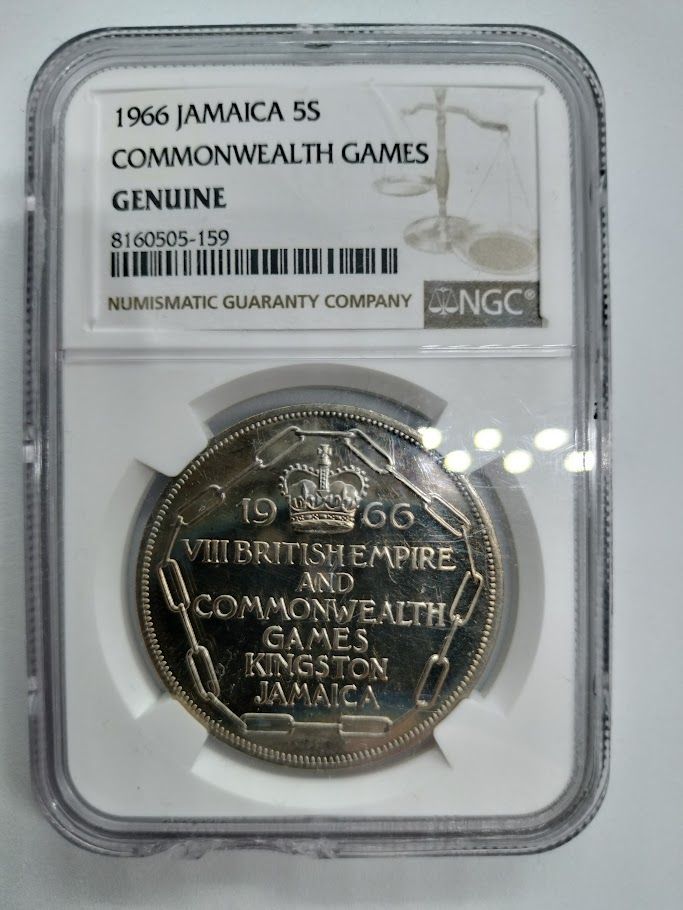 1966 JAMAICA 5S
COMMONWEALTH GAMES
GENUINE
8160505-159
NUMISMATIC GUARANTY COMPANY
NGC®
19 66
VIII BRITISH EMPIRE
AND
COMMONWEALTH
GAMES
KINGSTON
JAMAICA